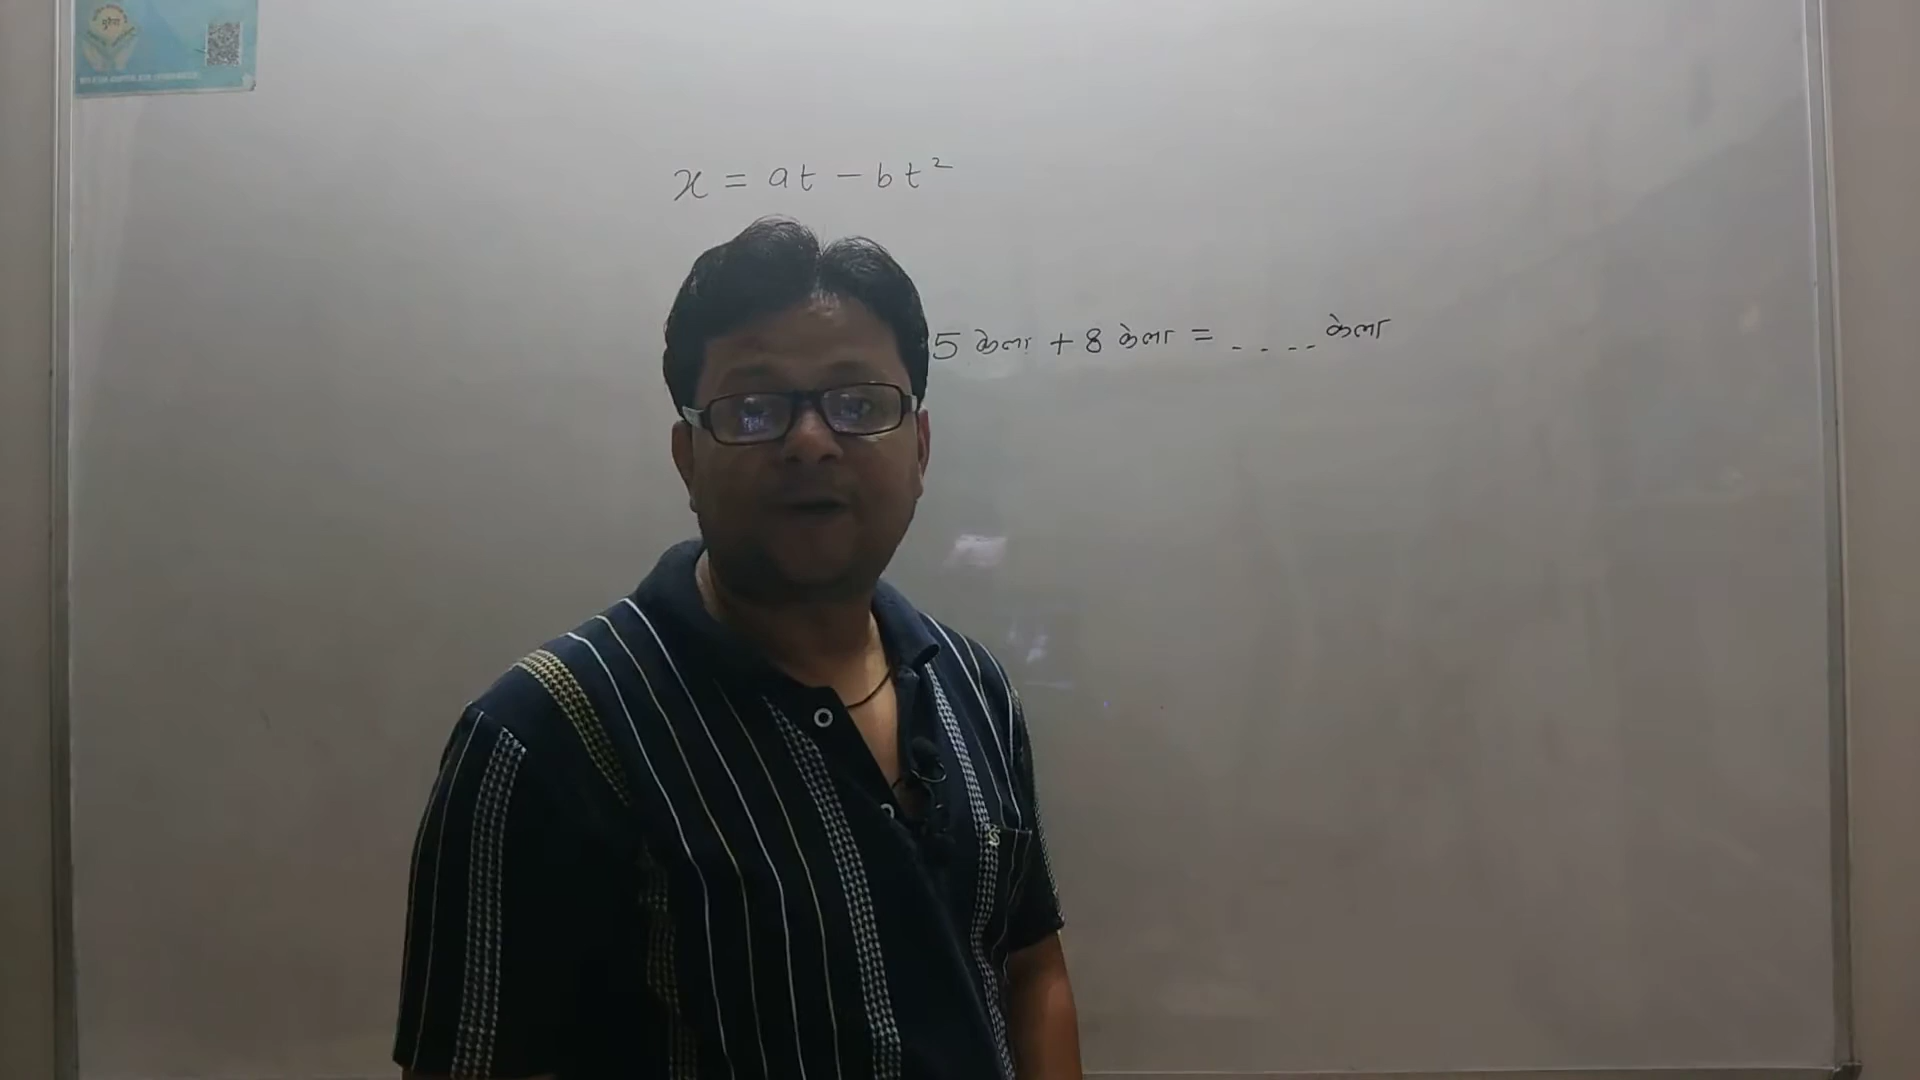 पुरेरा
x = at - bt²
5 केला + 8 केला = - - - - केला